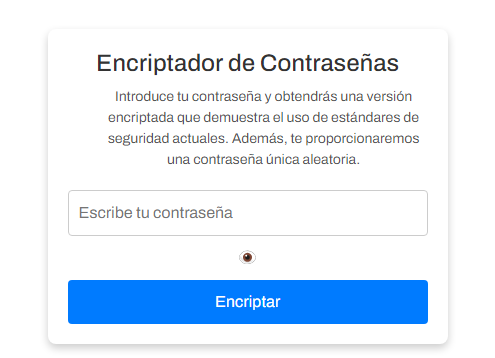 Encriptador de Contraseñas
Introduce tu contraseña y obtendrás una versión
encriptada que demuestra el uso de estándares de
seguridad actuales. Además, te proporcionaremos
una contraseña única aleatoria.
Escribe tu contraseña
Encriptar